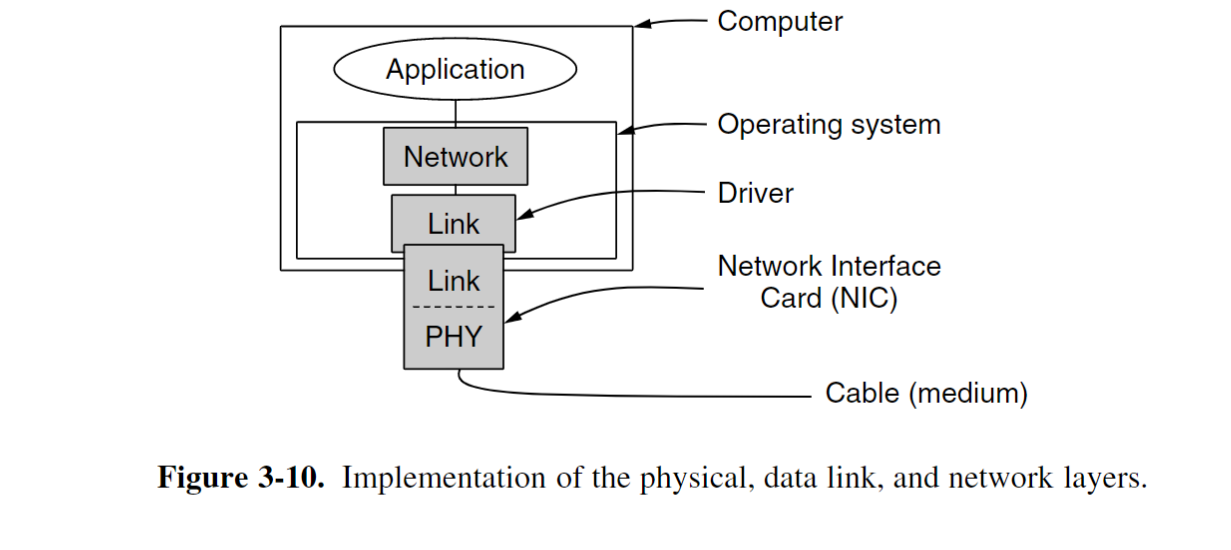 Computer
Application
Operating system
Network
Driver
Link
Network Interface
Card (NIC)
Link
PHY
Cable (medium)
Figure 3-10. Implementation of the physical, data link, and network layers.